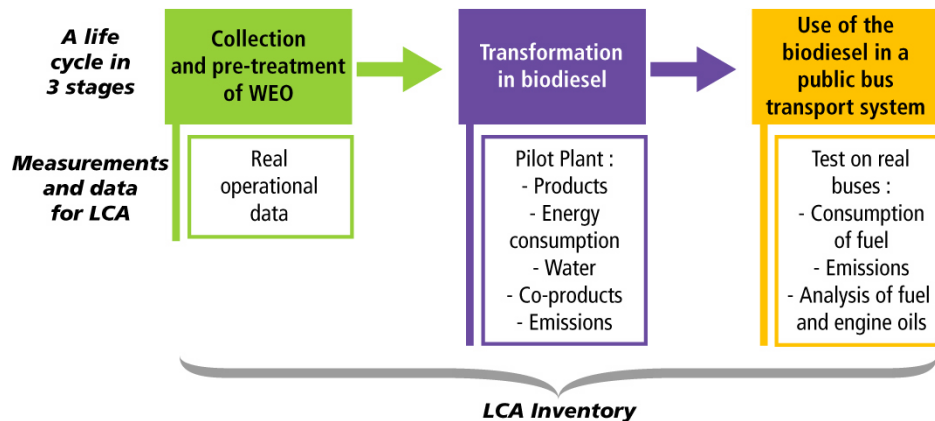 A life
cycle in
3 stages
Collection
and pre-treatment
of WEO
Transformation
in biodiesel
Use of the
biodiesel in a
public bus
transport system
Measurements
and data
for LCA
Real
operational
data
Pilot Plant :
- Products
- Energy
consumption
- Water
- Co-products
- Emissions
Test on real
buses :
- Consumption
of fuel
- Emissions
- Analysis of fuel
and engine oils
LCA Inventory